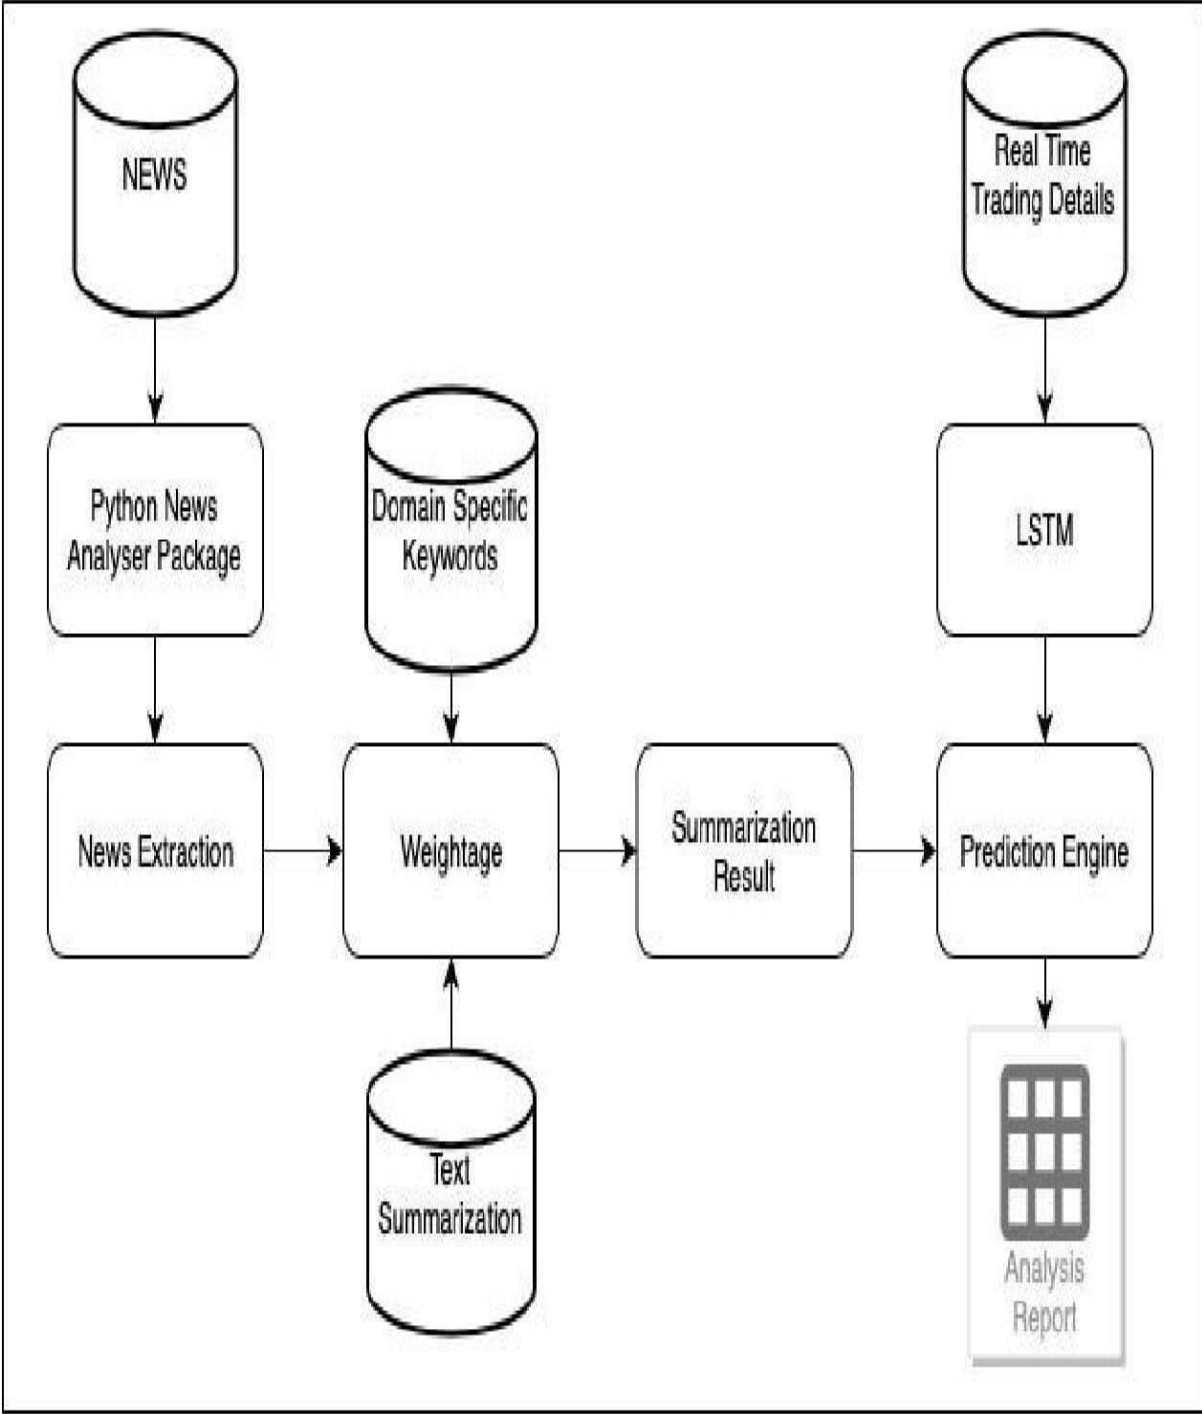 NEWS
Real Time
Trading Details
Python News
Analyser Package
Domain Specific
Keywords
LSTM
News Extraction
Weightage
Summarization
Result
Prediction Engine
Text
Summarization
Analysis
Report